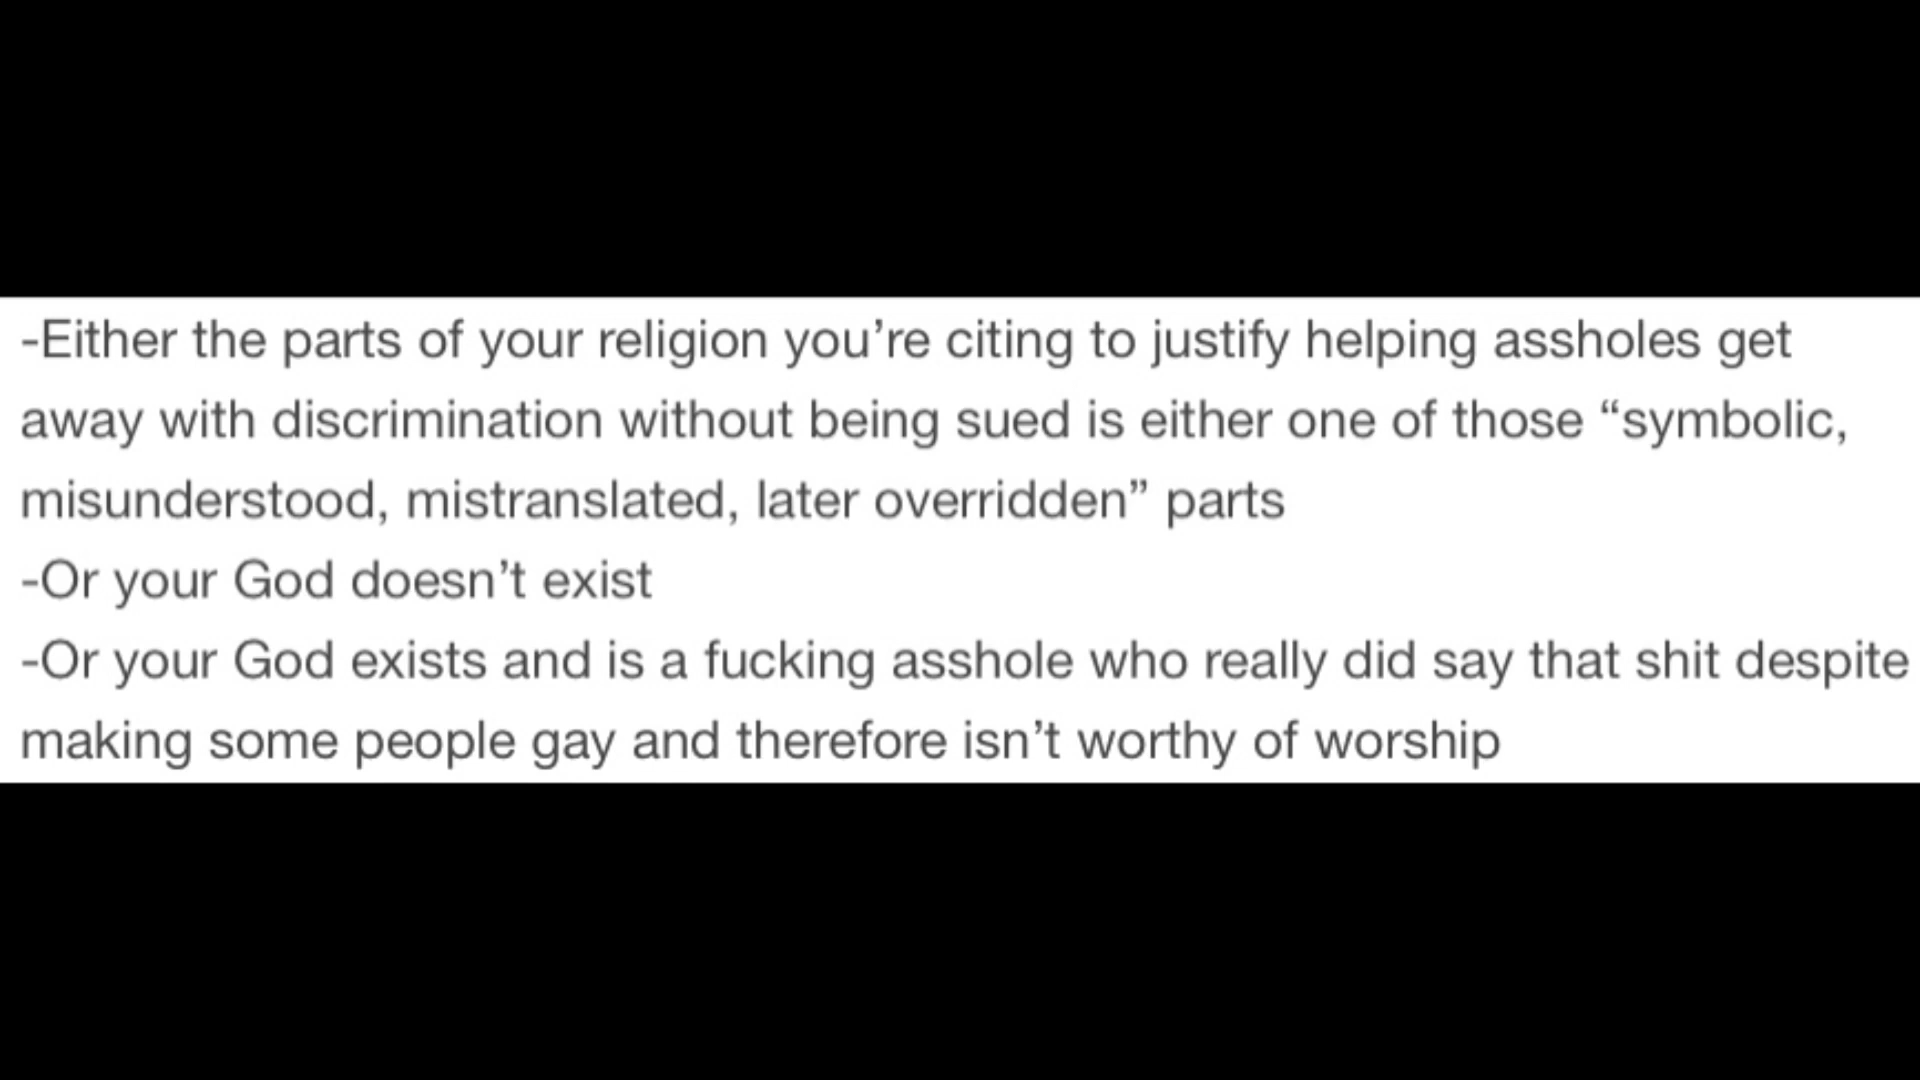 -Either the parts of your religion you’re citing to justify helping assholes get
away with discrimination without being sued is either one of those “symbolic,
misunderstood, mistranslated, later overridden” parts
-Or your God doesn’t exist
-Or your God exists and is a fucking asshole who really did say that shit despite
making some people gay and therefore isn’t worthy of worship